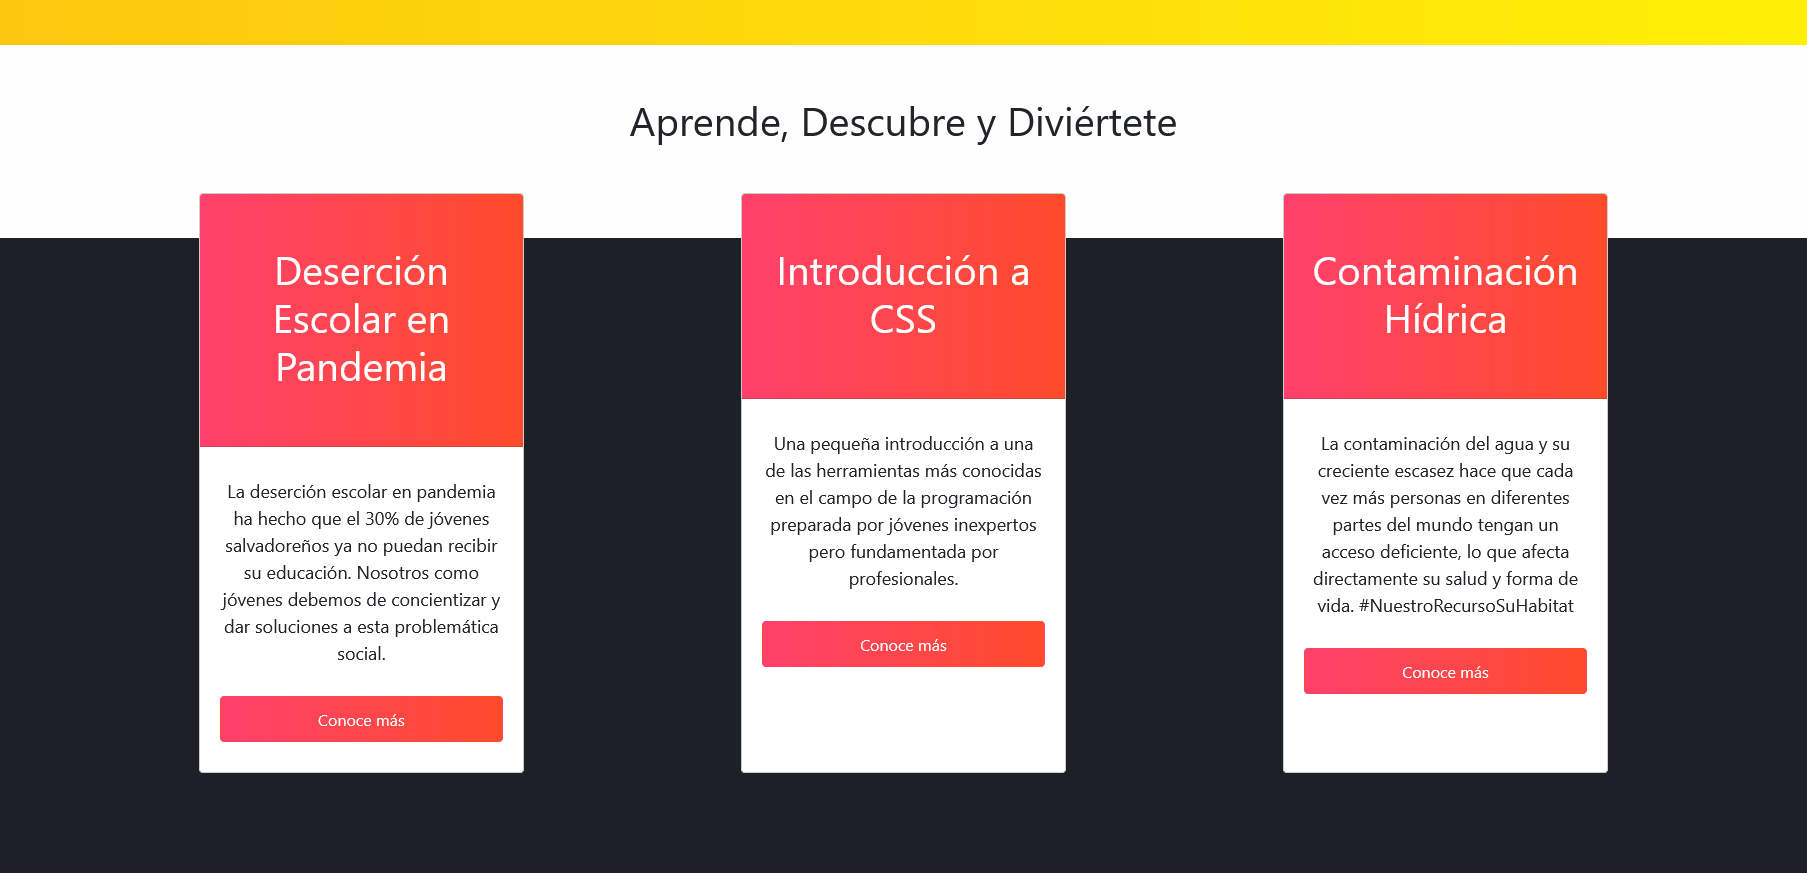 Aprende, Descubre y Diviértete
Deserción
Escolar en
Pandemia
La deserción escolar en pandemia
ha hecho que el 30% de jóvenes
salvadoreños ya no puedan recibir
su educación. Nosotros como
jóvenes debemos de concientizar y
dar soluciones a esta problemática
social.
Conoce más
Introducción a
CSS
Una pequeña introducción a una
de las herramientas más conocidas
en el campo de la programación
preparada por jóvenes inexpertos
pero fundamentada por
profesionales.
Conoce más
Contaminación
Hídrica
La contaminación del agua y su
creciente escasez hace que cada
vez más personas en diferentes
partes del mundo tengan un
acceso deficiente, lo que afecta
directamente su salud y forma de
vida. #NuestroRecursoSuHabitat
Conoce más